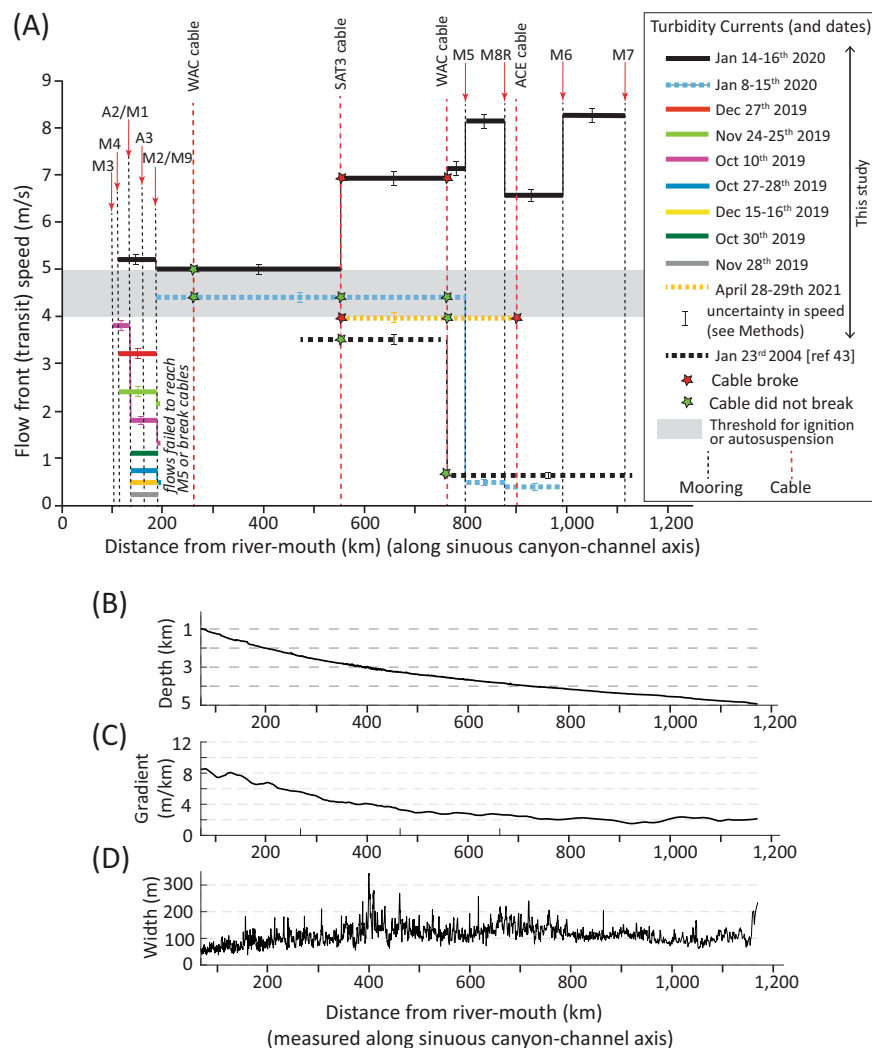 (A)
WAC cable
SAT3 cable
WAC cable
ACE cable
M5
M8R
M6
M7
A2/M1
M4
A3
M3
M2/M9
Flow front (transit) speed (m/s)
9
8
7
6
5
4
3
2
1
0
flows failed to reach
M5 or break cables
0
200
400
600
800
1,000
1,200
Distance from river-mouth (km) (along sinuous canyon-channel axis)
Turbidity Currents (and dates)
Jan 14-16th 2020
Jan 8-15th 2020
Dec 27th 2019
Nov 24-25th 2019
Oct 10th 2019
Oct 27-28th 2019
Dec 15-16th 2019
Oct 30th 2019
Nov 28th 2019
April 28-29th 2021
This study
uncertainty in speed
(see Methods)
Jan 23rd 2004 [ref 43]
Cable broke
Cable did not break
Threshold for ignition
or autosuspension
Mooring
Cable
(B)
Depth (km)
1
3
5
200
400
600
800
1,000
1,200
(C)
Gradient
(m/km)
12
8
4
0
200
400
600
800
1,000
1,200
(D)
Width (m)
300
200
100
0
200
400
600
800
1,000
1,200
Distance from river-mouth (km)
(measured along sinuous canyon-channel axis)